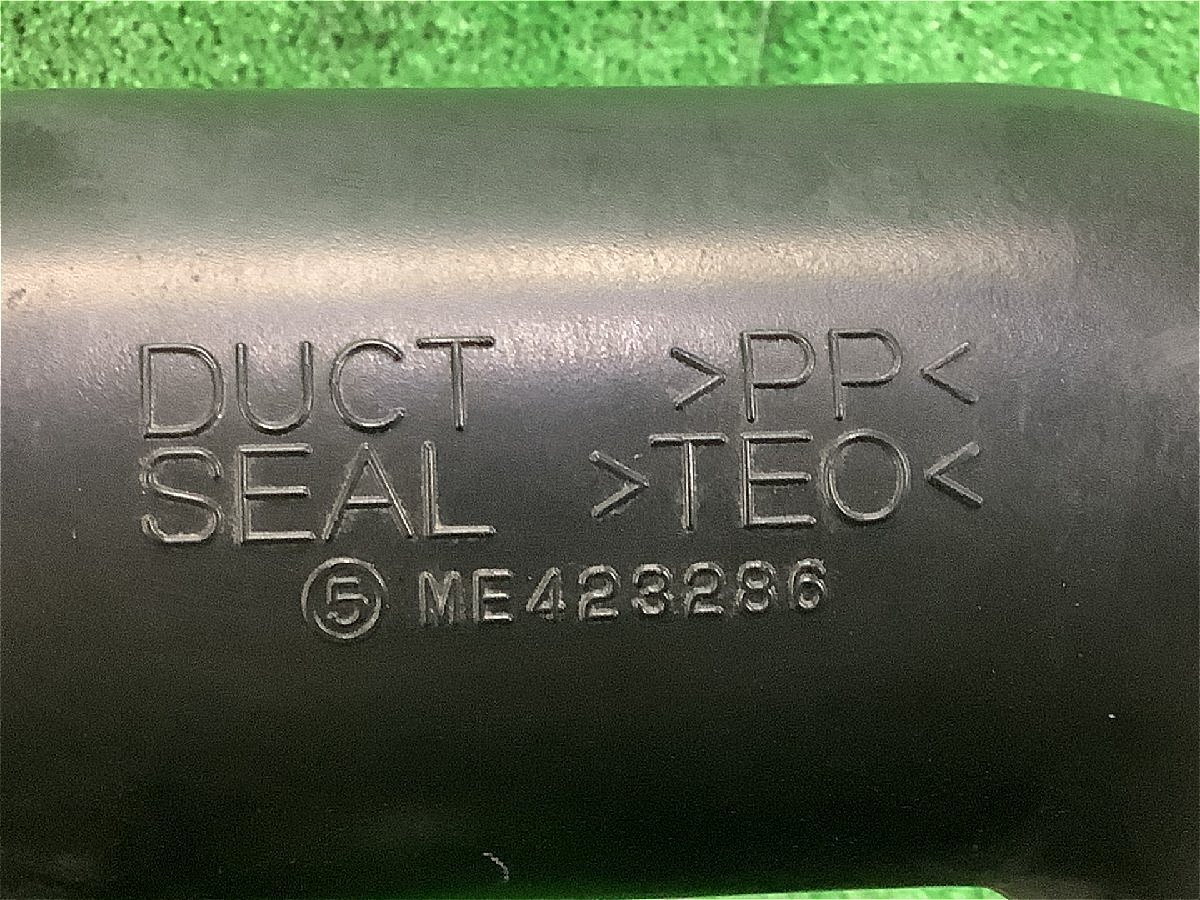 DUCT >PP<
SEAL >TEO<
⑤ ME423286